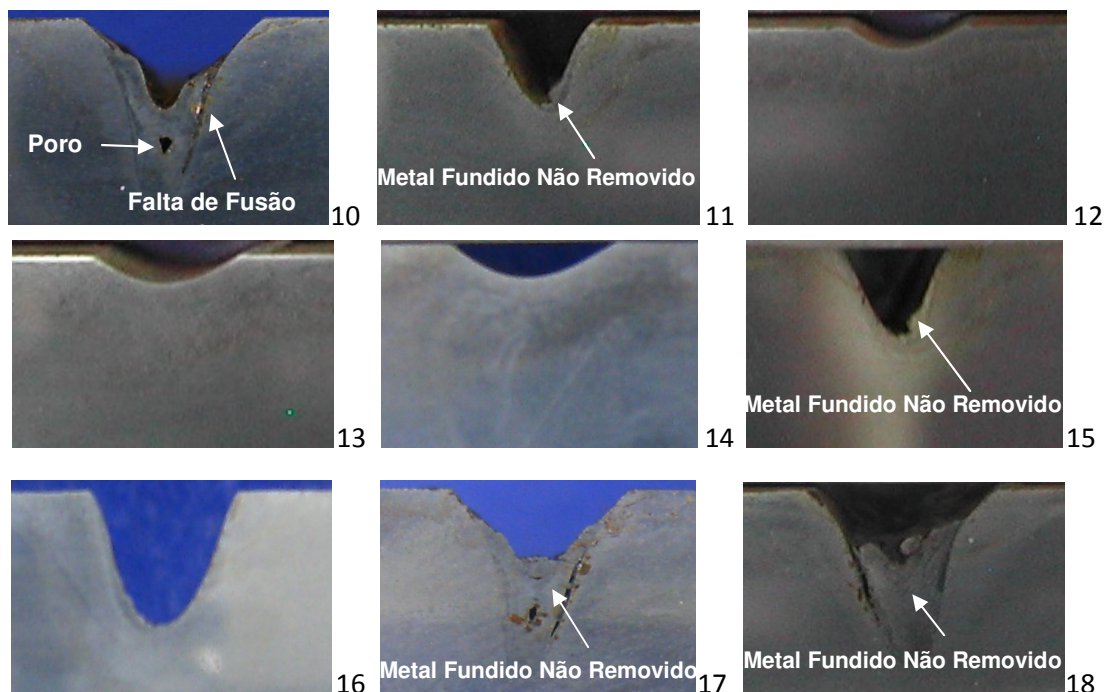 Poro
Falta de Fusão
10
Metal Fundido Não Removido
11
12
13
14
Metal Fundido Não Removido
15
16
Metal Fundido Não Removido
17
Metal Fundido Não Removido
18